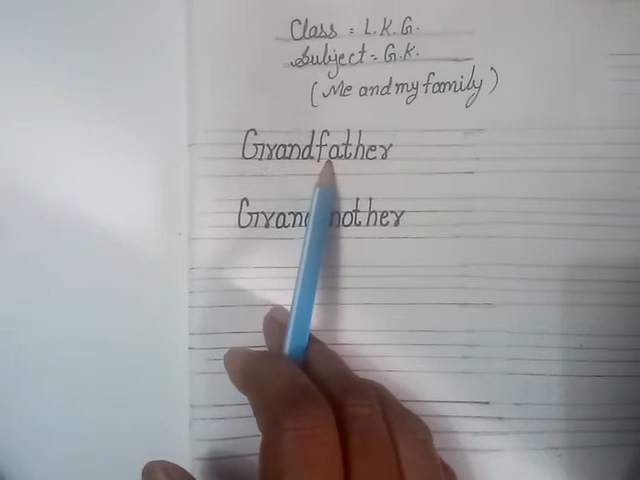 Class = L.K.G.
Subject = G.K.
(Me and my family)
Grandfather
Grandmother